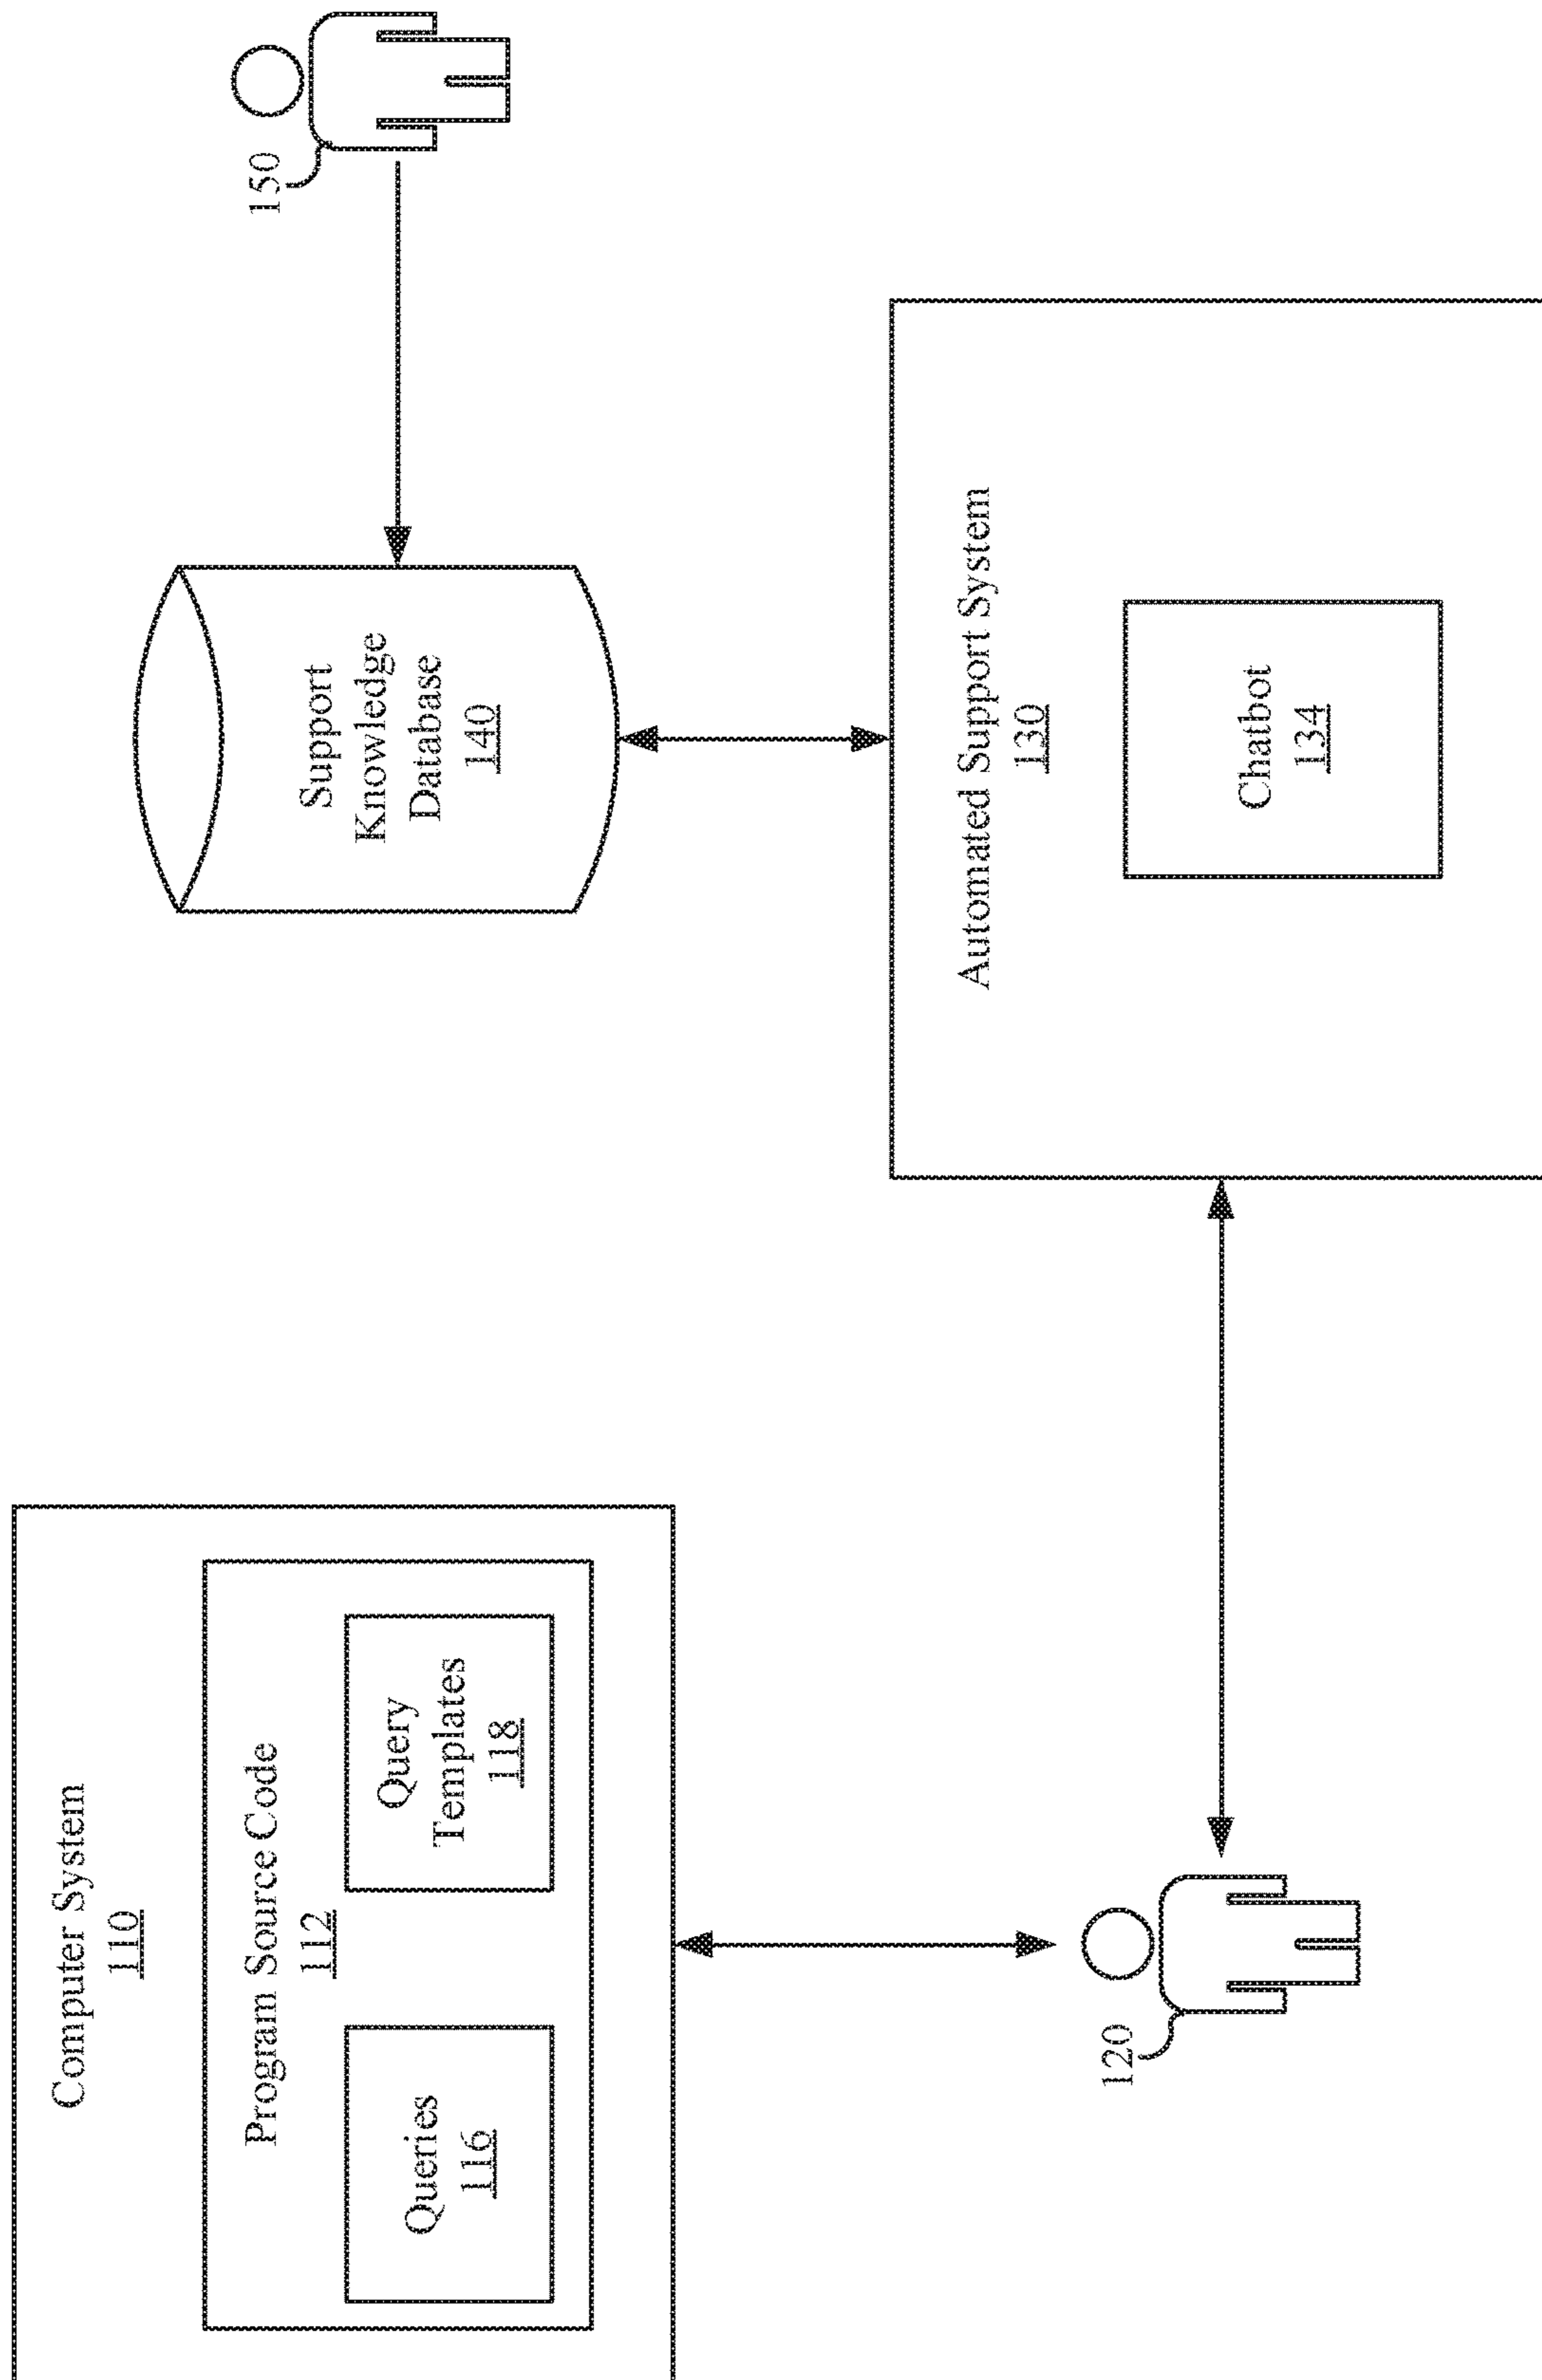 Computer System
110
Program Source Code
112
Queries
116
Query
Templates
118
120
Support
Knowledge
Database
140
150
Automated Support System
130
Chatbot
134